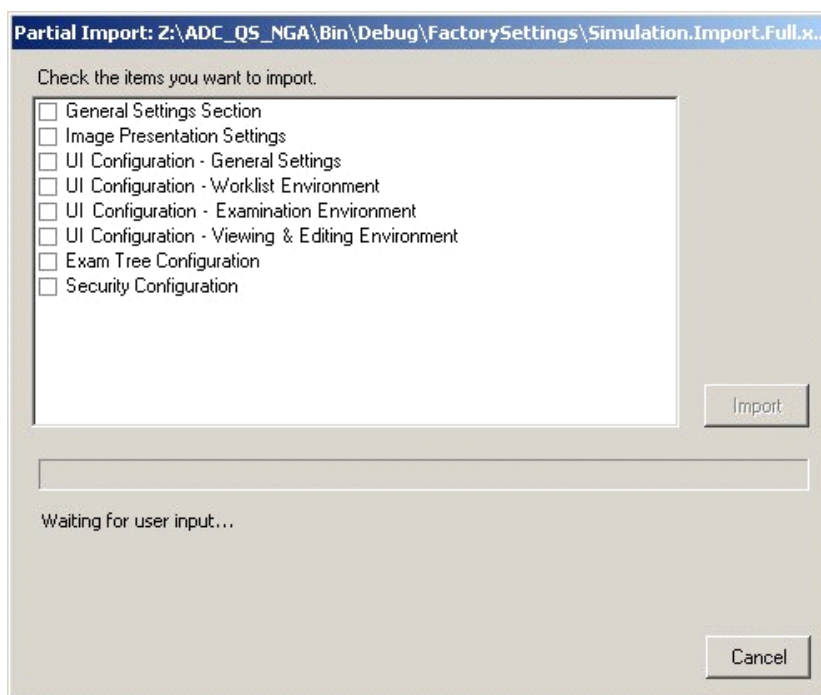 Partial Import: Z:\ADC_QS_NGA\Bin\Debug\FactorySettings\Simulation.Import.Full.x..
Check the items you want to import.
General Settings Section
Image Presentation Settings
UI Configuration - General Settings
UI Configuration - Worklist Environment
UI Configuration - Examination Environment
UI Configuration - Viewing & Editing Environment
Exam Tree Configuration
Security Configuration
Import
Waiting for user input...
Cancel